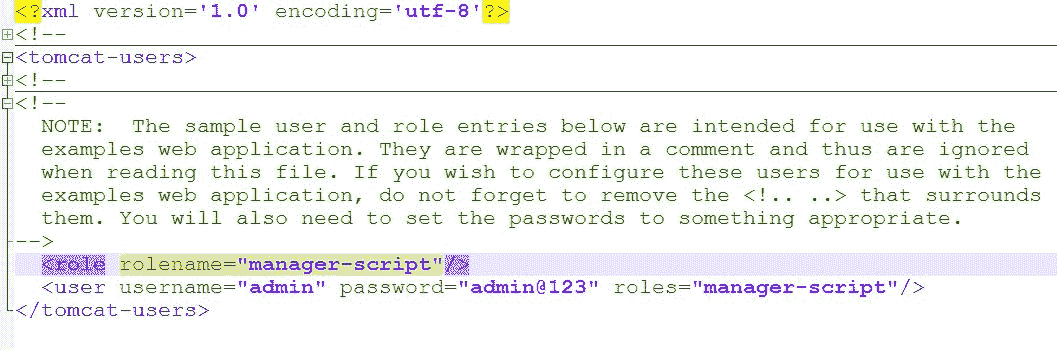 <?xml version='1.0' encoding='utf-8'?>
<!--
<tomcat-users>
<!--
<!--
NOTE:  The sample user and role entries below are intended for use with the
examples web application. They are wrapped in a comment and thus are ignored
when reading this file. If you wish to configure these users for use with the
examples web application, do not forget to remove the <!.. ..> that surrounds
them. You will also need to set the passwords to something appropriate.
-->
<role rolename="manager-script"/>
<user username="admin" password="admin@123" roles="manager-script"/>
</tomcat-users>